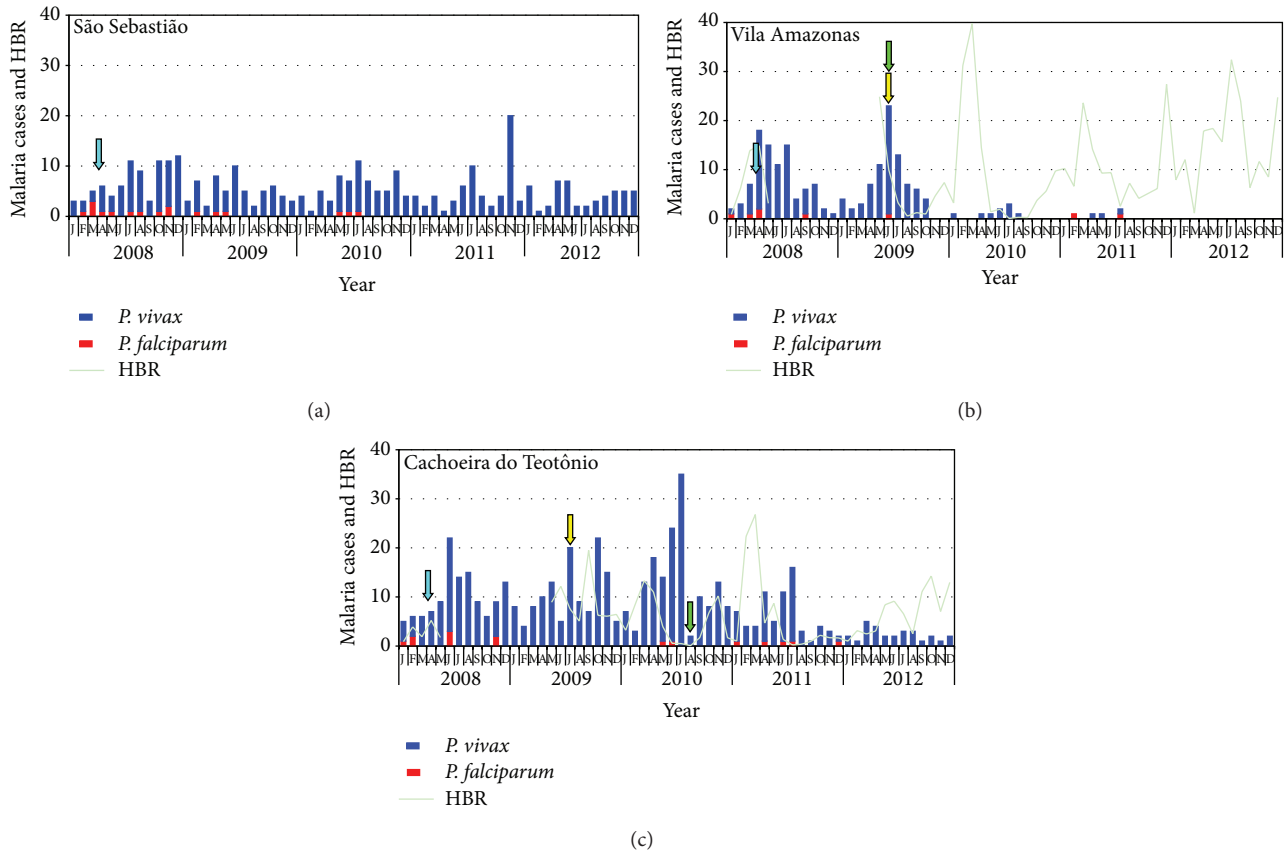 São Sebastião
Malaria cases and HBR
40
30
20
10
0
J F M A M J J A S O N D J F M A M J J A S O N D J F M A M J J A S O N D J F M A M J J A S O N D J F M A M J J A S O N D
2008 2009 2010 2011 2012
Year
P. vivax
P. falciparum
HBR
(a)
Vila Amazonas
Malaria cases and HBR
40
30
20
10
0
J F M A M J J A S O N D J F M A M J J A S O N D J F M A M J J A S O N D J F M A M J J A S O N D J F M A M J J A S O N D
2008 2009 2010 2011 2012
Year
P. vivax
P. falciparum
HBR
(b)
Cachoeira do Teotônio
Malaria cases and HBR
40
30
20
10
0
J F M A M J J A S O N D J F M A M J J A S O N D J F M A M J J A S O N D J F M A M J J A S O N D J F M A M J J A S O N D
2008 2009 2010 2011 2012
Year
P. vivax
P. falciparum
HBR
(c)